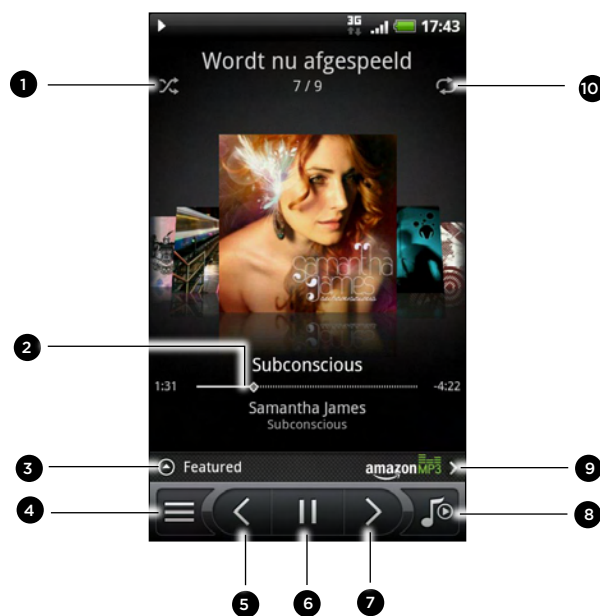 3G 17:43
Wordt nu afgespeeld
7 / 9
1
10
samantha
james
subconscious
2
Subconscious
1:31 -4:22
Samantha James
Subconscious
3
Featured amazonMP3
9
4
8
5 6 7